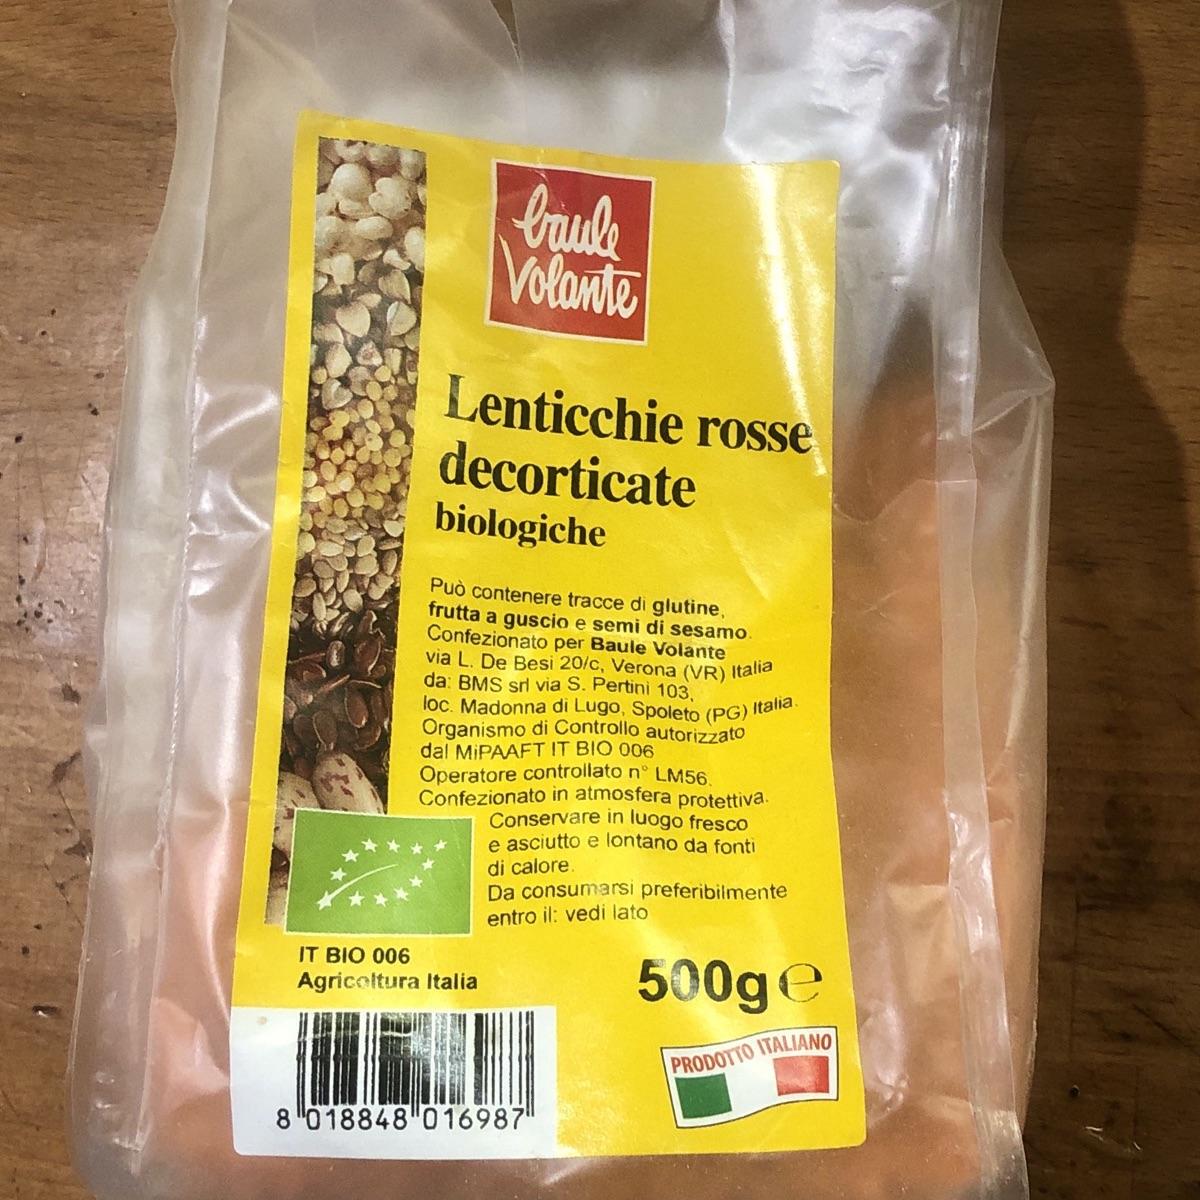 baule
Volante
Lenticchie rosse
decorticate
biologiche
Può contenere tracce di glutine,
frutta a guscio e semi di sesamo.
Confezionato per Baule Volante
via L. De Besi 20/c, Verona (VR) Italia
da: BMS srl via S. Pertini 103,
loc. Madonna di Lugo, Spoleto (PG) Italia.
Organismo di Controllo autorizzato
dal MiPAAFT IT BIO 006
Operatore controllato n° LM56.
Confezionato in atmosfera protettiva.
Conservare in luogo fresco
e asciutto e lontano da fonti
di calore.
Da consumarsi preferibilmente
entro il: vedi lato
IT BIO 006
Agricoltura Italia
500g e
PRODOTTO ITALIANO
8 018848 016987